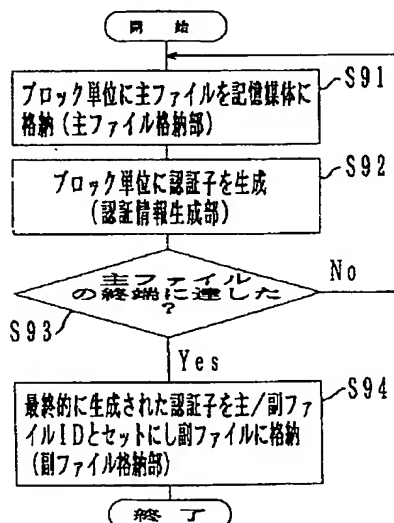 開始
S91
ブロック単位に主ファイルを記憶媒体に
格納(主ファイル格納部)
S92
ブロック単位に認証子を生成
(認証情報生成部)
主ファイル
の終端に達した
?
No
S93
Yes
S94
最終的に生成された認証子を主/副ファ
イルIDとセットにし副ファイルに格納
(副ファイル格納部)
終了